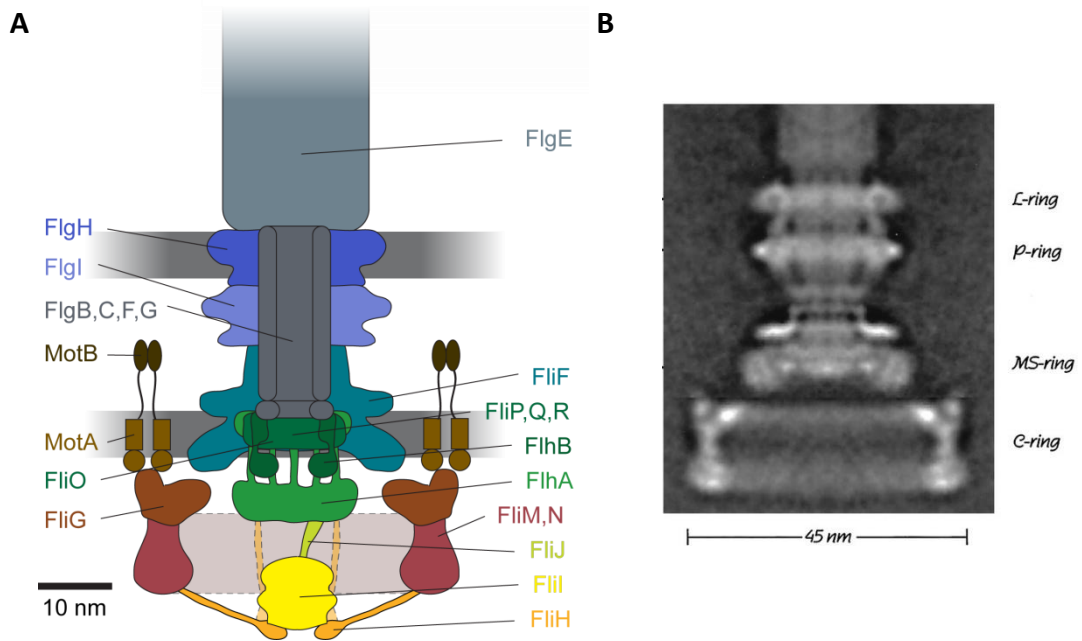 A
FlgE
FlgH
FlgI
FlgB,C,F,G
MotB
FliF
FliP,Q,R
MotA
FlhB
FliO
FlhA
FliG
FliM,N
FliJ
FliI
10 nm
FliH
B
L-ring
P-ring
MS-ring
C-ring
45 nm